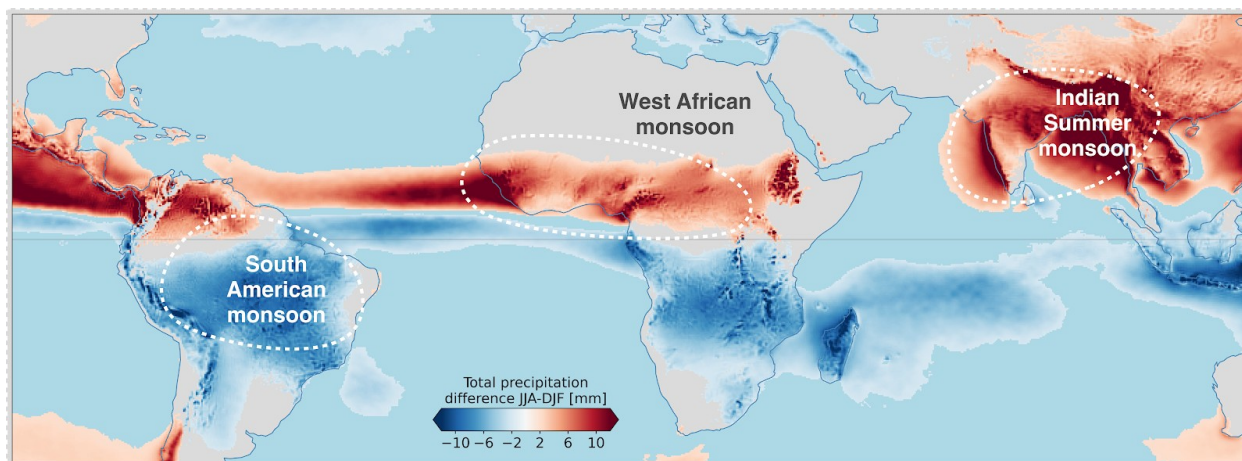 West African
monsoon
Indian
Summer
monsoon
South
American
monsoon
Total precipitation
difference JJA-DJF [mm]
−10 −6 −2 2 6 10